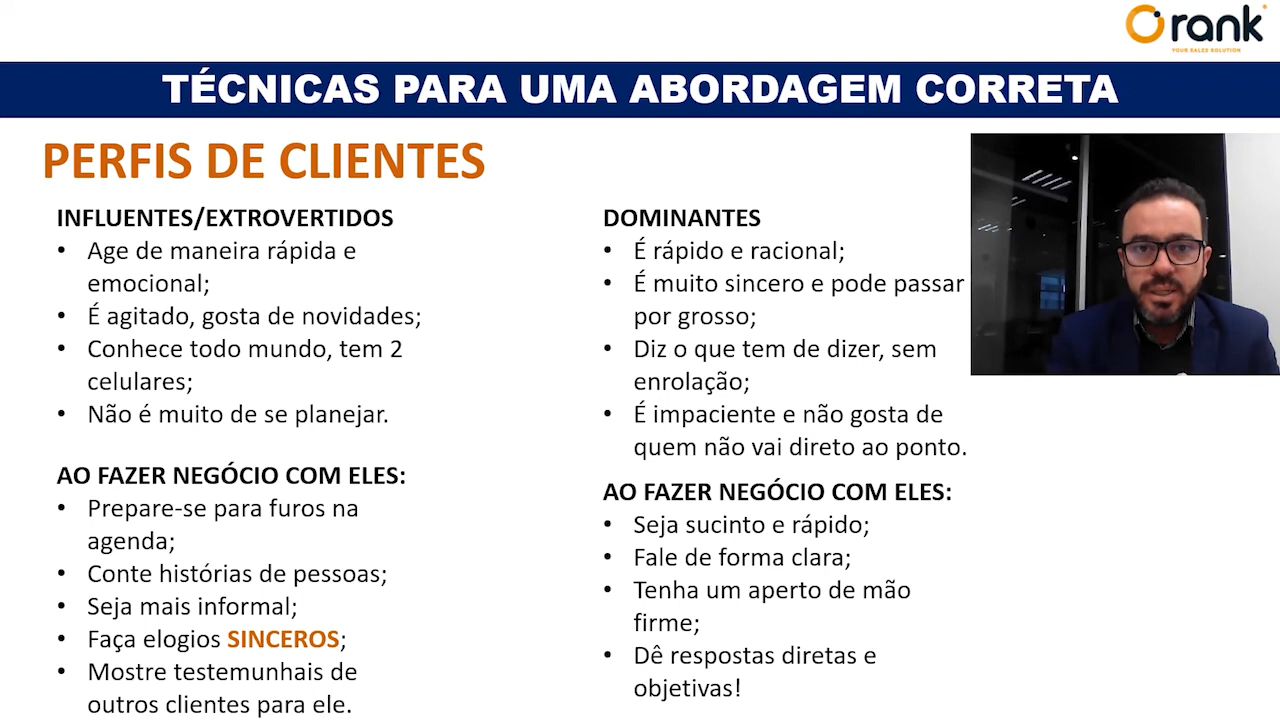 Orank
YOUR SALES SOLUTION
TÉCNICAS PARA UMA ABORDAGEM CORRETA
PERFIS DE CLIENTES
INFLUENTES/EXTROVERTIDOS
• Age de maneira rápida e
emocional;
• É agitado, gosta de novidades;
• Conhece todo mundo, tem 2
celulares;
• Não é muito de se planejar.
AO FAZER NEGÓCIO COM ELES:
• Prepare-se para furos na
agenda;
• Conte histórias de pessoas;
• Seja mais informal;
• Faça elogios SINCEROS;
• Mostre testemunhais de
outros clientes para ele.
DOMINANTES
• É rápido e racional;
• É muito sincero e pode passar
por grosso;
• Diz o que tem de dizer, sem
enrolação;
• É impaciente e não gosta de
quem não vai direto ao ponto.
AO FAZER NEGÓCIO COM ELES:
• Seja sucinto e rápido;
• Fale de forma clara;
• Tenha um aperto de mão
firme;
• Dê respostas diretas e
objetivas!